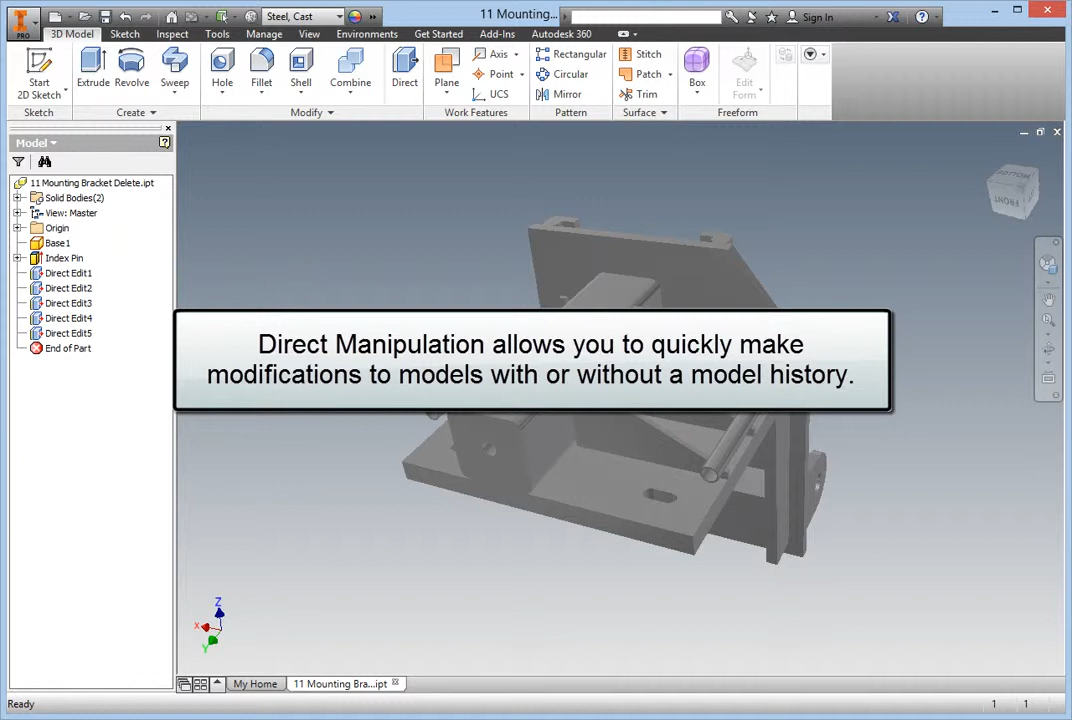 PRO
Steel, Cast
11 Mounting...
Sign In
3D Model
Sketch
Inspect
Tools
Manage
View
Environments
Get Started
Add-Ins
Autodesk 360
Start
2D Sketch
Extrude
Revolve
Sweep
Hole
Fillet
Shell
Combine
Direct
Plane
Axis
Point
UCS
Rectangular
Circular
Mirror
Stitch
Patch
Trim
Box
Edit
Form
Sketch
Create
Modify
Work Features
Pattern
Surface
Freeform
Model
11 Mounting Bracket Delete.ipt
Solid Bodies(2)
View: Master
Origin
Base1
Index Pin
Direct Edit1
Direct Edit2
Direct Edit3
Direct Edit4
Direct Edit5
End of Part
BOTTOM
FRONT
Direct Manipulation allows you to quickly make
modifications to models with or without a model history.
Z
X
Y
My Home
11 Mounting Bra...ipt
Ready
1
1